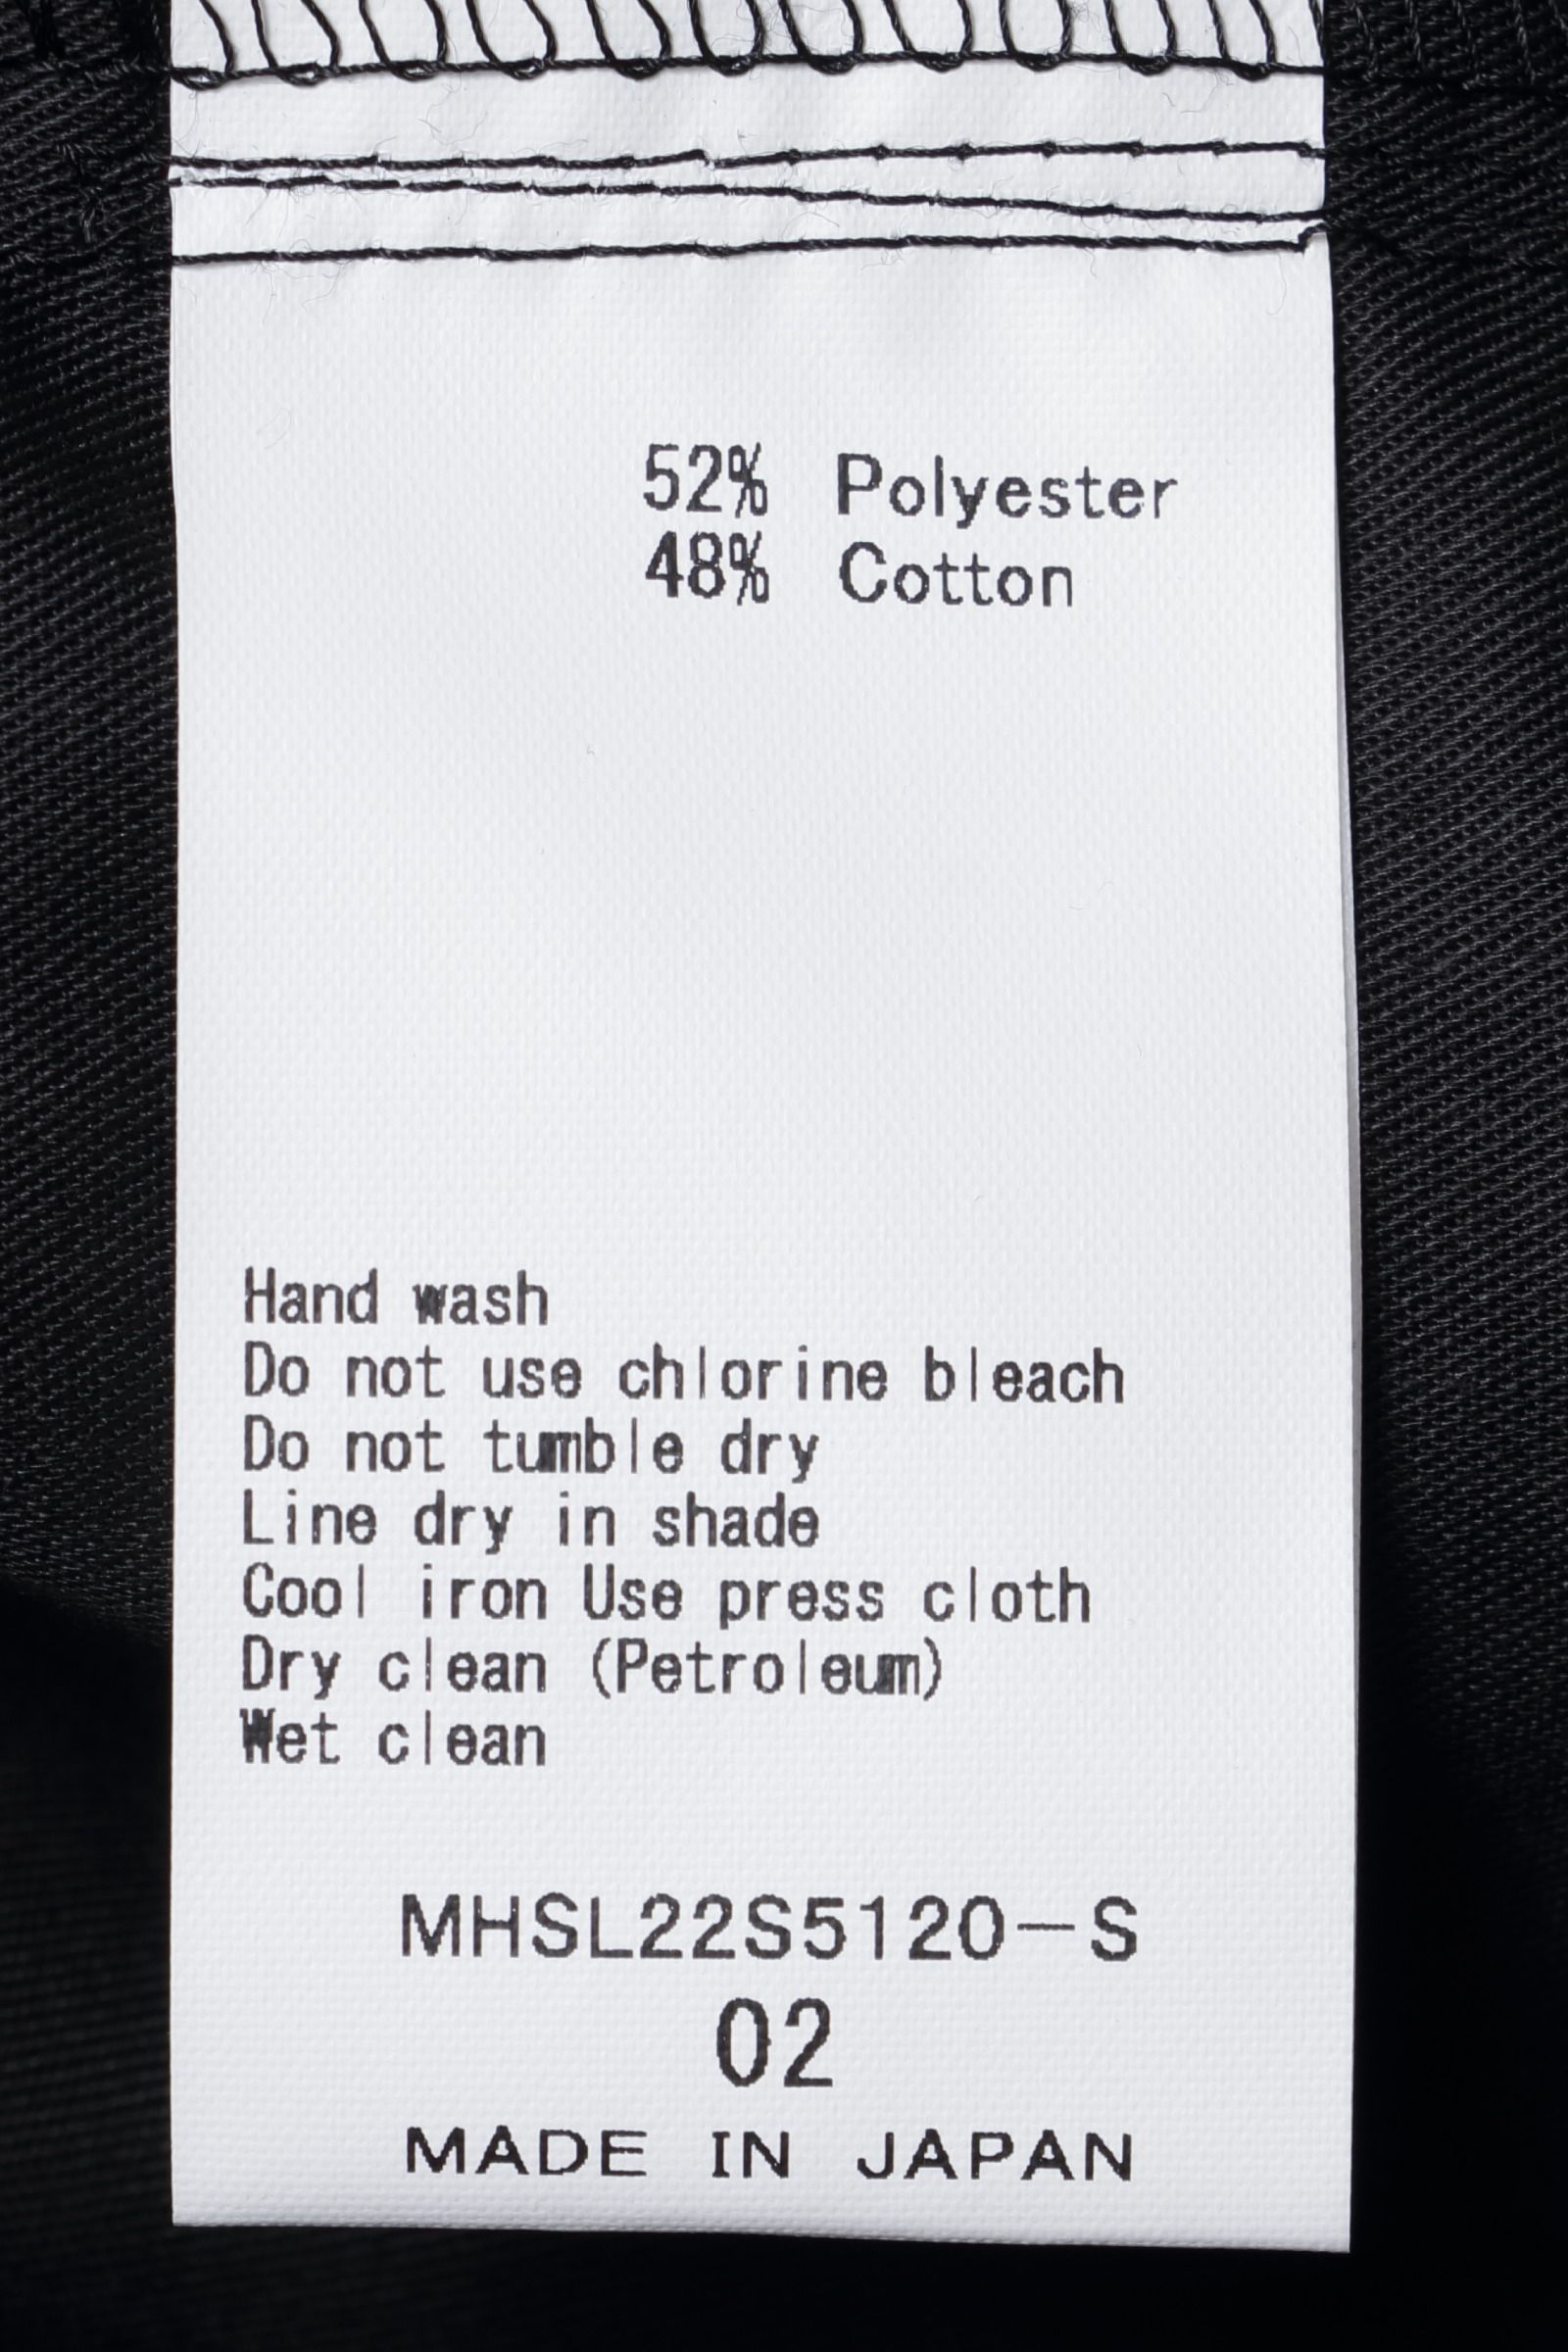 52% Polyester
48% Cotton
Hand wash
Do not use chlorine bleach
Do not tumble dry
Line dry in shade
Cool iron Use press cloth
Dry clean (Petroleum)
Wet clean
MHSL22S5120-S
02
MADE IN JAPAN